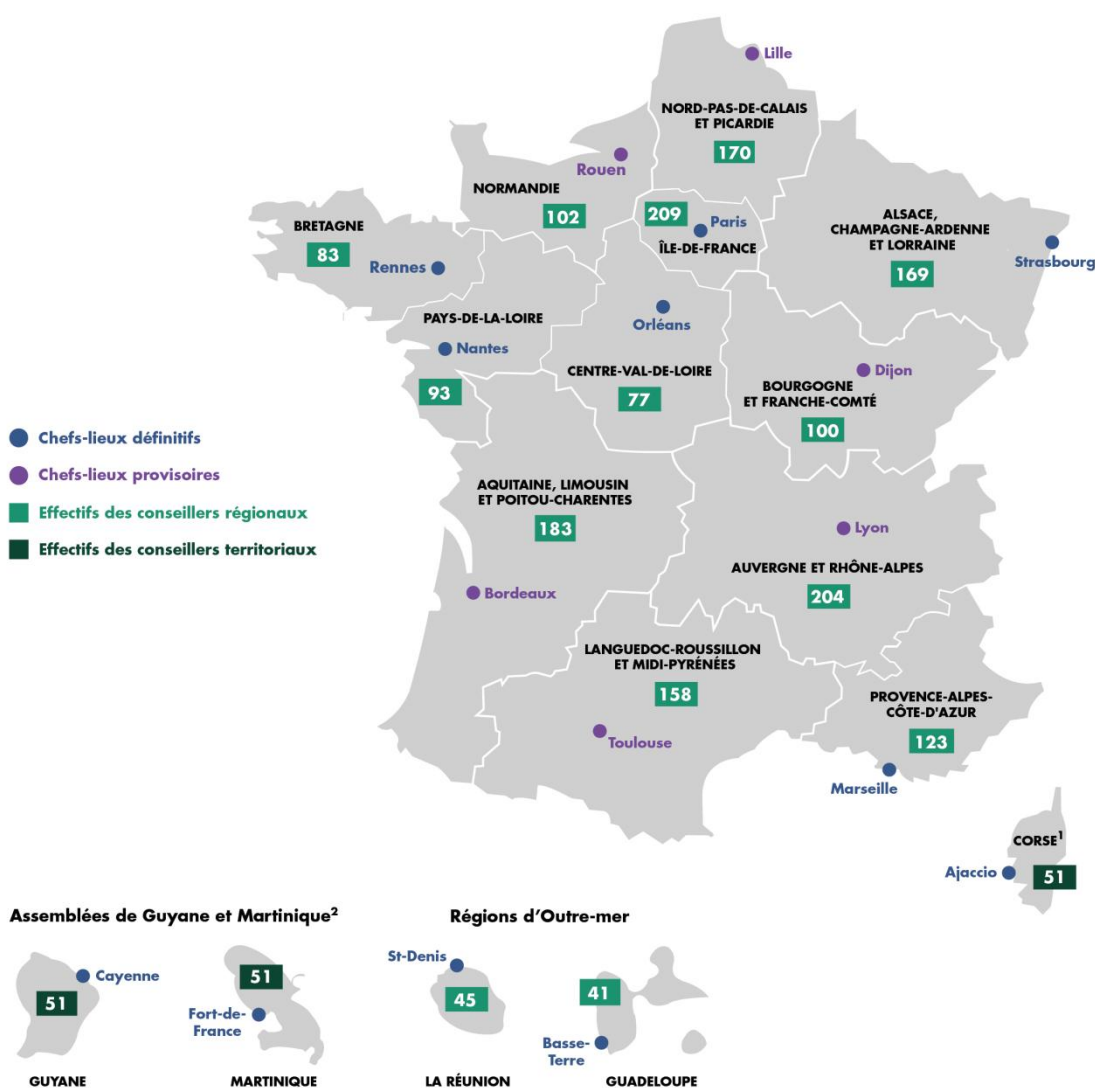 Lille
NORD-PAS-DE-CALAIS
ET PICARDIE
170
Rouen
NORMANDIE
102
209
Paris
ÎLE-DE-FRANCE
ALSACE,
CHAMPAGNE-ARDENNE
ET LORRAINE
169
Strasbourg
BRETAGNE
83
Rennes
PAYS-DE-LA-LOIRE
Nantes
93
Orléans
CENTRE-VAL-DE-LOIRE
77
Dijon
BOURGOGNE
ET FRANCHE-COMTÉ
100
Chefs-lieux définitifs
Chefs-lieux provisoires
Effectifs des conseillers régionaux
Effectifs des conseillers territoriaux
AQUITAINE, LIMOUSIN
ET POITOU-CHARENTES
183
Bordeaux
Lyon
AUVERGNE ET RHÔNE-ALPES
204
LANGUEDOC-ROUSSILLON
ET MIDI-PYRÉNÉES
158
Toulouse
PROVENCE-ALPES-
CÔTE-D'AZUR
123
Marseille
CORSE¹
Ajaccio
51
Assemblées de Guyane et Martinique²
Cayenne
51
GUYANE
51
Fort-de-
France
MARTINIQUE
Régions d’Outre-mer
St-Denis
45
LA RÉUNION
41
Basse-
Terre
GUADELOUPE